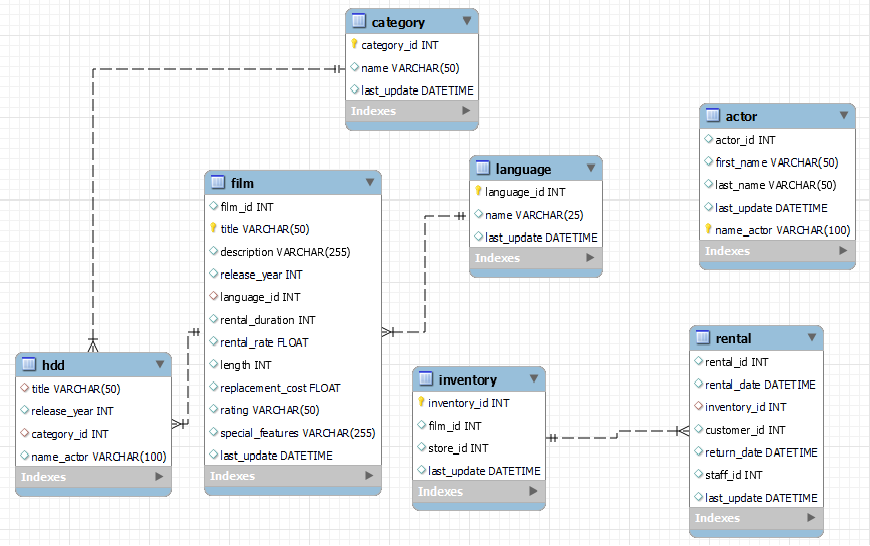 category
category_id INT
name VARCHAR(50)
last_update DATETIME
Indexes
actor
actor_id INT
first_name VARCHAR(50)
last_name VARCHAR(50)
last_update DATETIME
name_actor VARCHAR(100)
Indexes
language
language_id INT
name VARCHAR(25)
last_update DATETIME
Indexes
film
film_id INT
title VARCHAR(50)
description VARCHAR(255)
release_year INT
language_id INT
rental_duration INT
rental_rate FLOAT
length INT
replacement_cost FLOAT
rating VARCHAR(50)
special_features VARCHAR(255)
last_update DATETIME
Indexes
hdd
title VARCHAR(50)
release_year INT
category_id INT
name_actor VARCHAR(100)
Indexes
inventory
inventory_id INT
film_id INT
store_id INT
last_update DATETIME
Indexes
rental
rental_id INT
rental_date DATETIME
inventory_id INT
customer_id INT
return_date DATETIME
staff_id INT
last_update DATETIME
Indexes